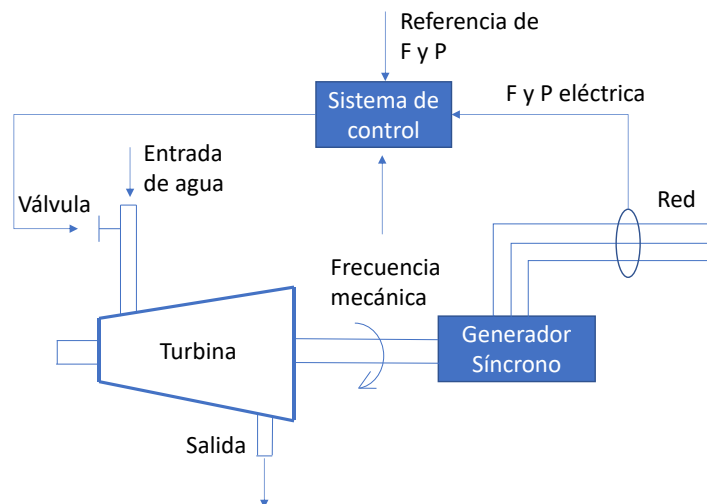 Referencia de
F y P
Sistema de
control
F y P eléctrica
Entrada
de agua
Válvula
Red
Frecuencia
mecánica
Turbina
Generador
Síncrono
Salida